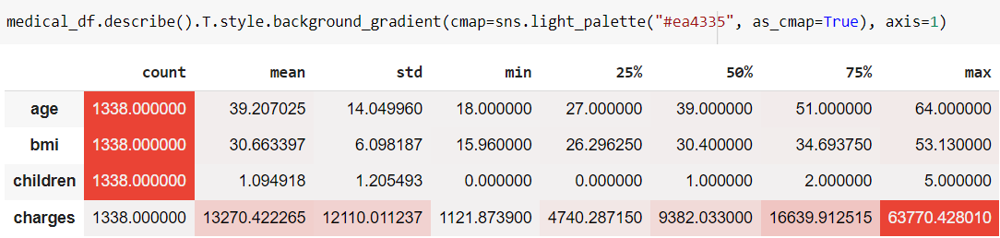 medical_df.describe().T.style.background_gradient(cmap=sns.light_palette("#ea4335", as_cmap=True), axis=1)
count mean std min 25% 50% 75% max
age 1338.000000 39.207025 14.049960 18.000000 27.000000 39.000000 51.000000 64.000000
bmi 1338.000000 30.663397 6.098187 15.960000 26.296250 30.400000 34.693750 53.130000
children 1338.000000 1.094918 1.205493 0.000000 0.000000 1.000000 2.000000 5.000000
charges 1338.000000 13270.422265 12110.011237 1121.873900 4740.287150 9382.033000 16639.912515 63770.428010